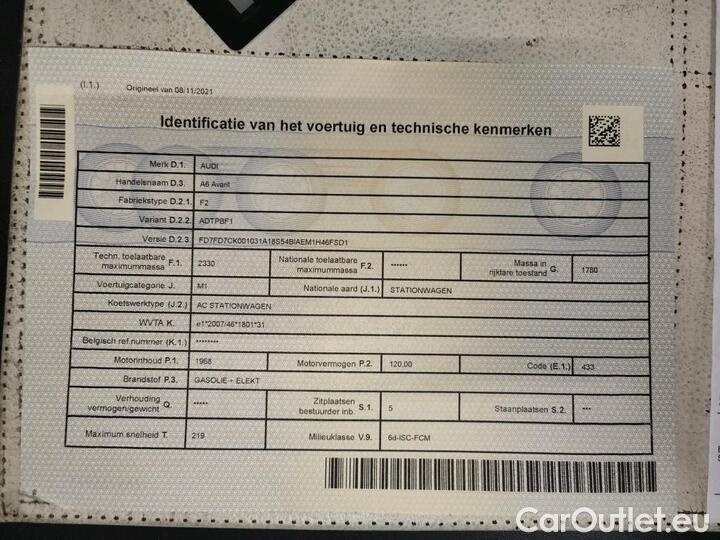 (I.1.) Origineel van 08/11/2021
Identificatie van het voertuig en technische kenmerken
Merk D.1. AUDI
Handelsnaam D.3. A6 Avant
Fabriekstype D.2.1. F2
Variant D.2.2. ADTPBF1
Versie D.2.3. FD7FD7CK001031A18S54BIAEM1H46FSD1
Techn. toelaatbare maximummassa F.1. 2330 Nationale toelaatbare maximummassa F.2. ****** Massa in rijklare toestand G. 1780
Voertuigcategorie J. M1 Nationale aard (J.1.) STATIONWAGEN
Koetswerktype (J.2.) AC STATIONWAGEN
WVTA K. e1*2007/46*1801*31
Belgisch ref.nummer (K.1.) ********
Motorinhoud P.1. 1968 Motorvermogen P.2. 120,00 Code (E.1.) 433
Brandstof P.3. GASOLIE + ELEKT
Verhouding vermogen/gewicht Q. ***** Zitplaatsen bestuurder inb. S.1. 5 Staanplaatsen S.2. ***
Maximum snelheid T. 219 Milieuklasse V.9. 6d-ISC-FCM
CarOutlet.eu